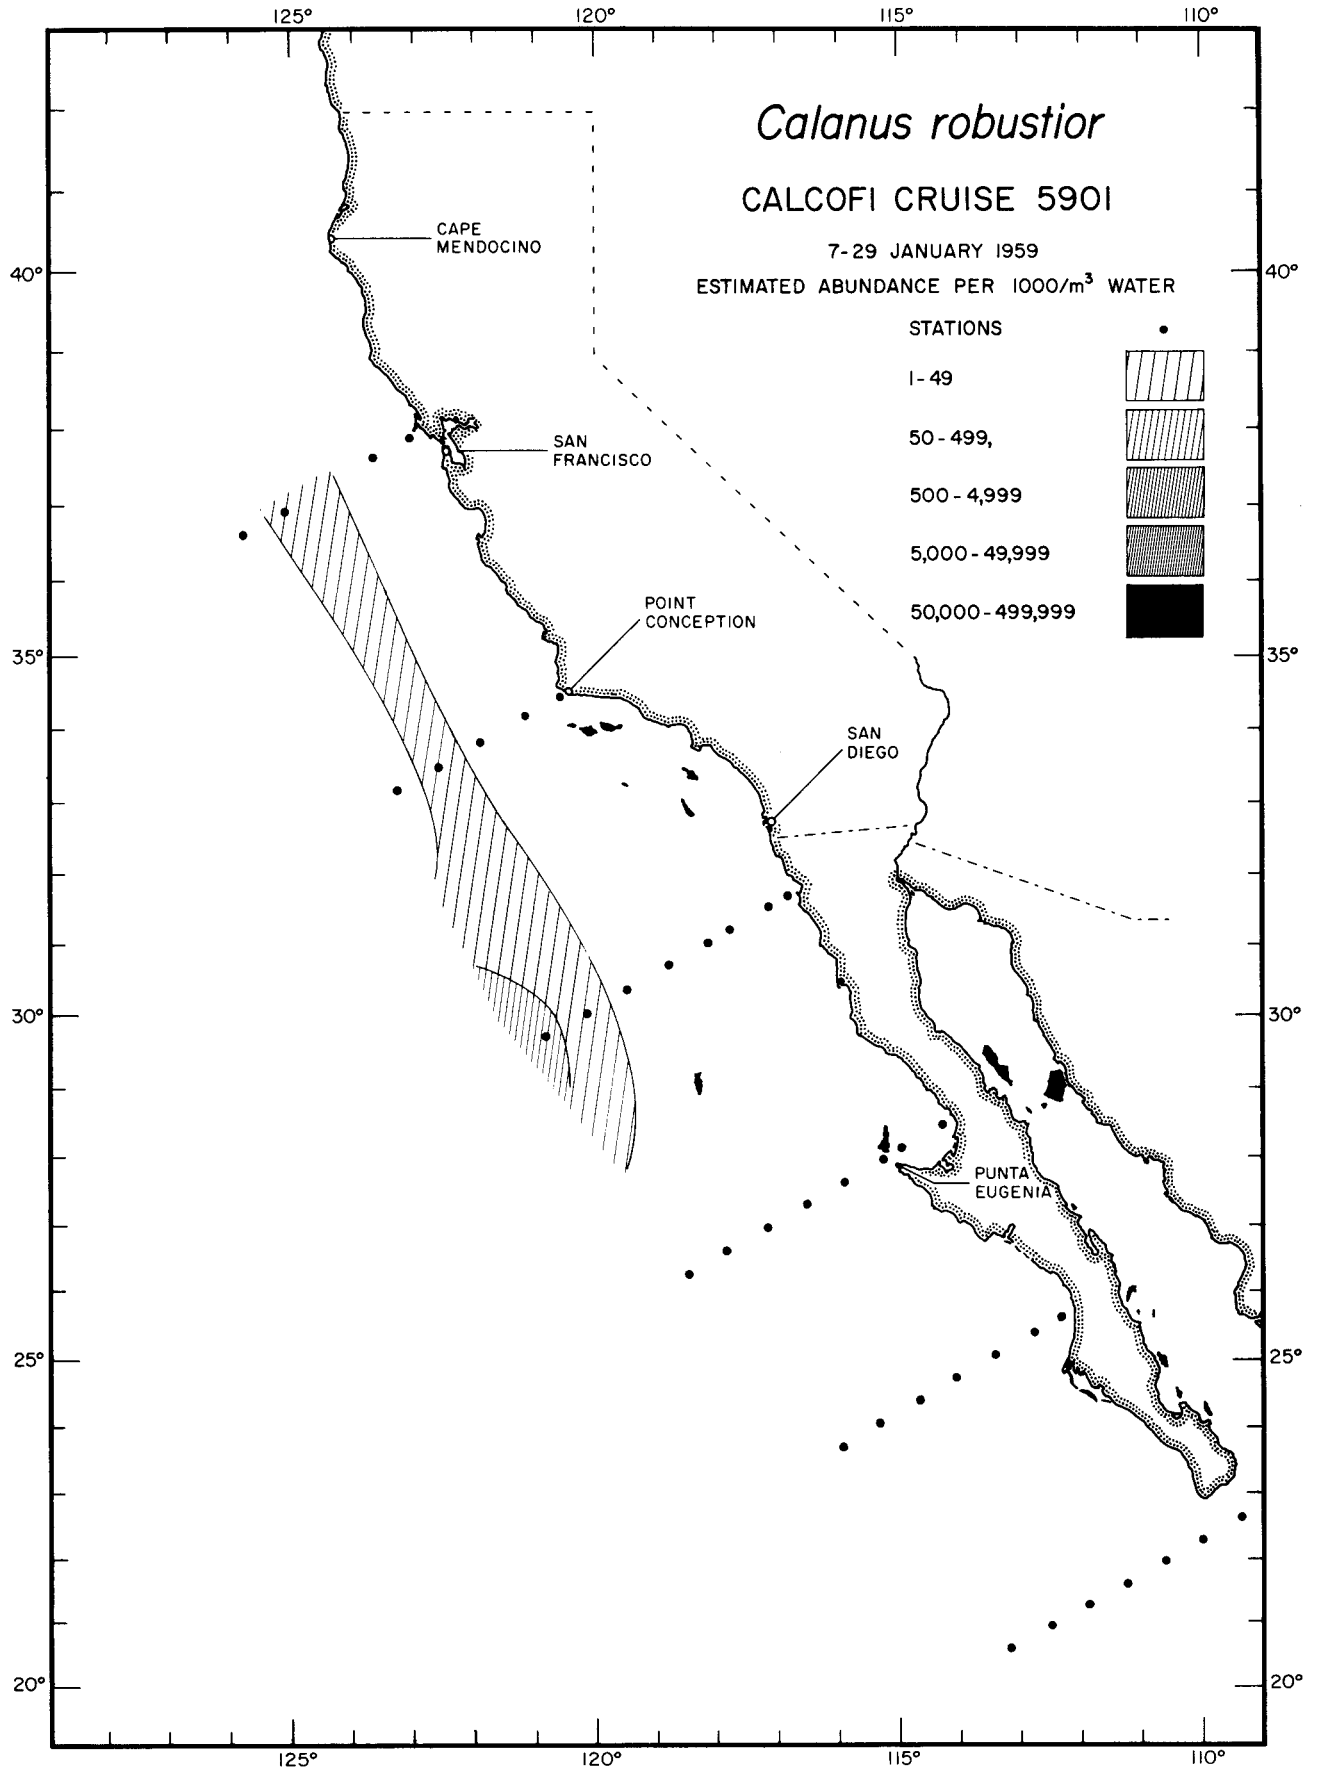 125° 120° 115° 110°
Calanus robustior
CALCOFI CRUISE 5901
7-29 JANUARY 1959
ESTIMATED ABUNDANCE PER 1000/m³ WATER
STATIONS
1-49
50-499,
500-4,999
5,000-49,999
50,000-499,999
CAPE
MENDOCINO
40° 40°
SAN
FRANCISCO
POINT
CONCEPTION
35° 35°
SAN
DIEGO
30° 30°
PUNTA
EUGENIA
25° 25°
20° 20°
125° 120° 115° 110°